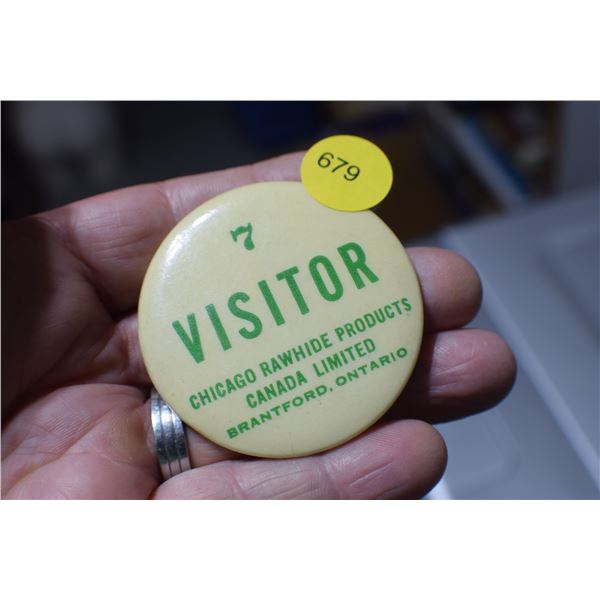 679
7
VISITOR
CHICAGO RAWHIDE PRODUCTS
CANADA LIMITED
BRANTFORD, ONTARIO